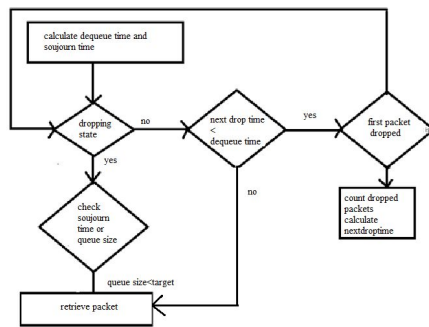 calculate dequeue time and
soujourn time
dropping
state
no
next drop time
<
dequeue time
yes
first packet
dropped
yes
no
check
soujourn
time or
queue size
count dropped
packets
calculate
nextdroptime
queue size<target
retrieve packet